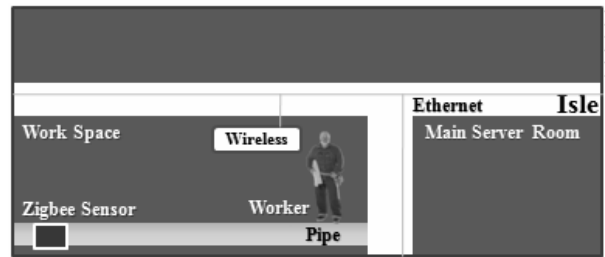 Ethernet Isle
Work Space
Wireless
Main Server Room
Zigbee Sensor
Worker
Pipe